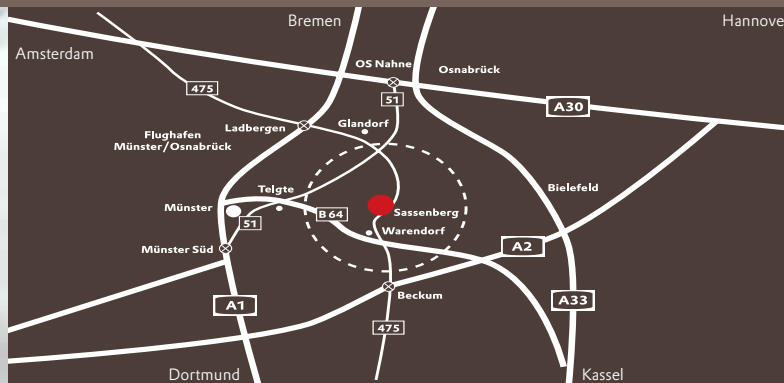 Bremen
Hannove
Amsterdam
OS Nahne
Osnabrück
475
51
A30
Ladbergen
Glandorf
Flughafen
Münster/Osnabrück
Telgte
Bielefeld
Münster
B 64
Sassenberg
51
Warendorf
Münster Süd
A2
Beckum
A1
A33
475
Dortmund
Kassel